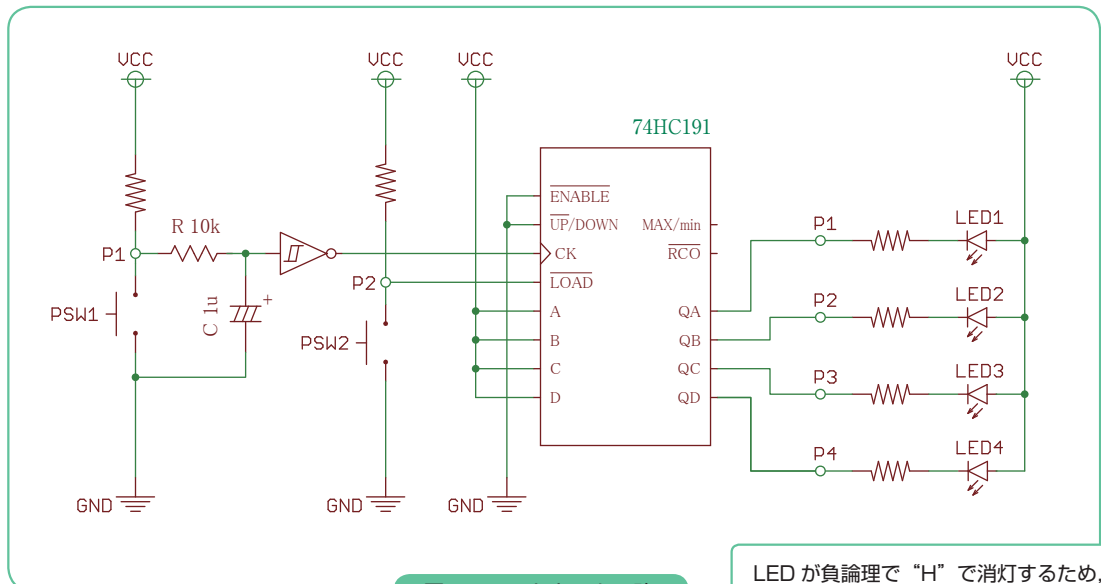 VCC
VCC
VCC
VCC
74HC191
R 10k
P1
PSW1
C 1u
+
P2
PSW2
GND
GND
GND
ENABLE
UP/DOWN
CK
LOAD
A
B
C
D
MAX/min
RCO
QA
QB
QC
QD
P1
LED1
P2
LED2
P3
LED3
P4
LED4
LED が負論理で“H”で消灯するため,